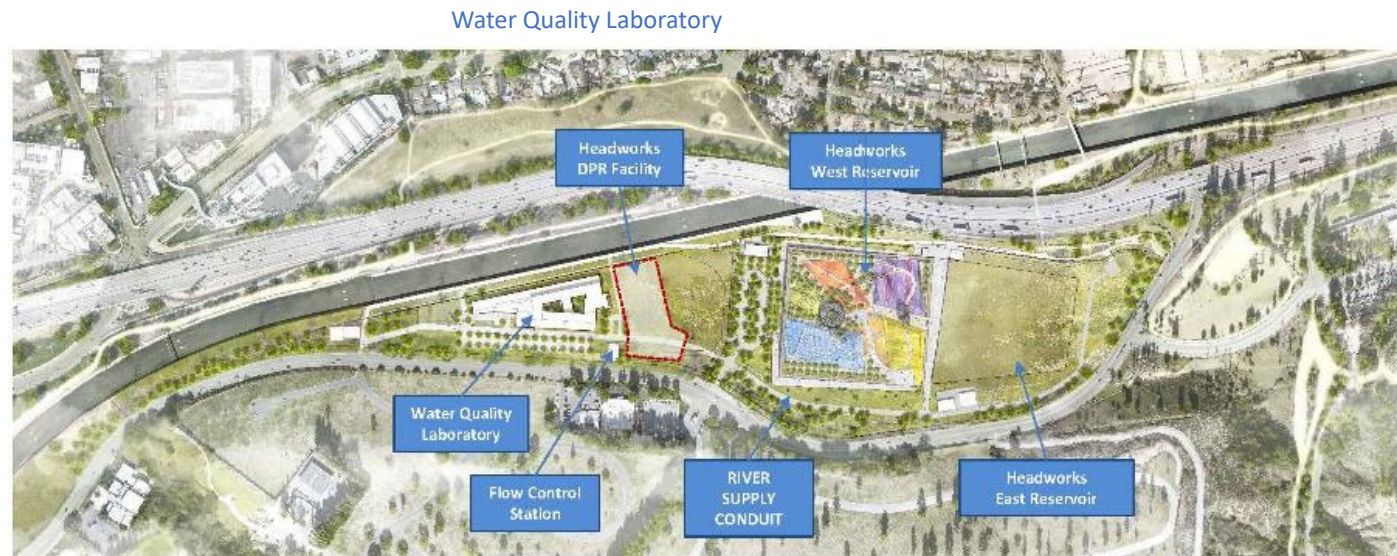 Water Quality Laboratory
Headworks
DPR Facility
Headworks
West Reservoir
Water Quality
Laboratory
Flow Control
Station
RIVER
SUPPLY
CONDUIT
Headworks
East Reservoir